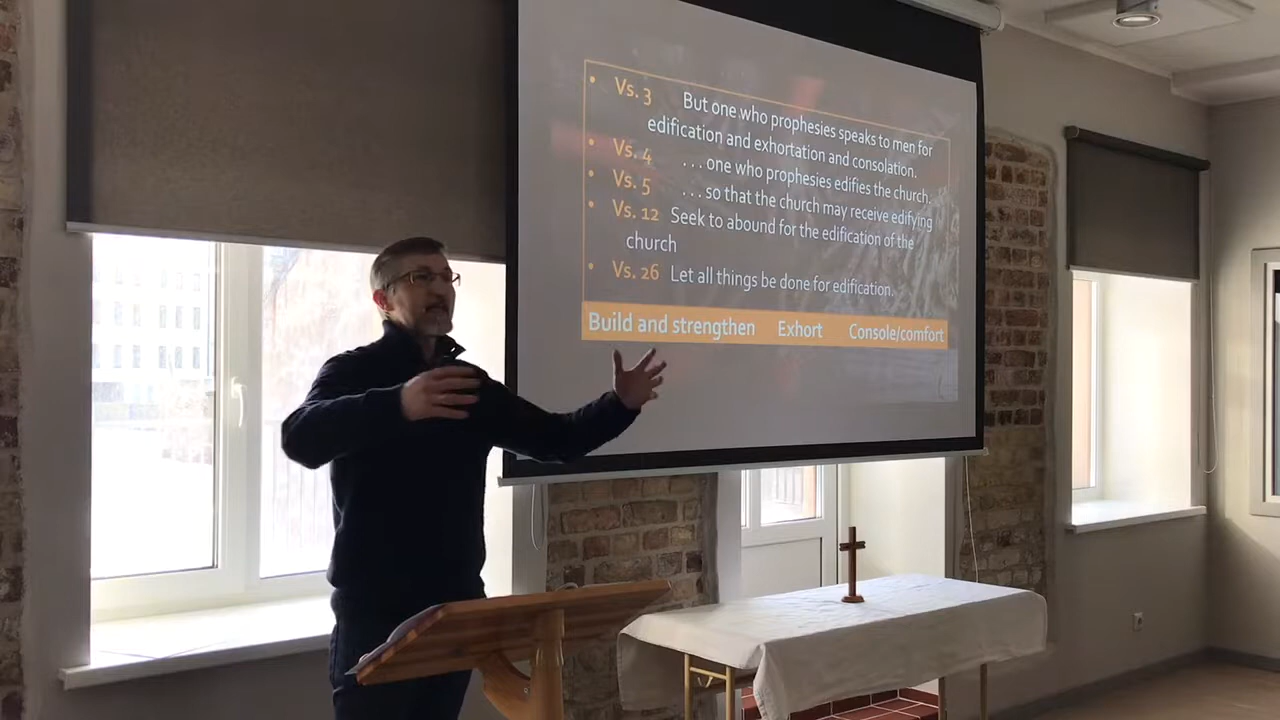 • Vs. 3 But one who prophesies speaks to men for
edification and exhortation and consolation.
• Vs. 4 . . . one who prophesies edifies the church.
• Vs. 5 . . . so that the church may receive edifying
• Vs. 12 Seek to abound for the edification of the
church
• Vs. 26 Let all things be done for edification.
Build and strengthen Exhort Console/comfort